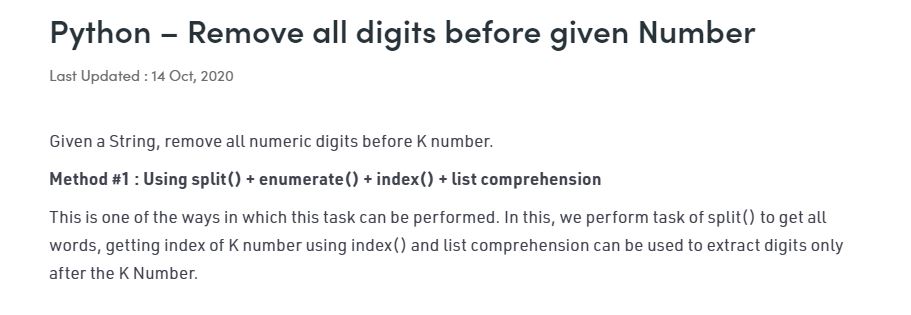 Python – Remove all digits before given Number
Last Updated : 14 Oct, 2020
Given a String, remove all numeric digits before K number.
Method #1 : Using split() + enumerate() + index() + list comprehension
This is one of the ways in which this task can be performed. In this, we perform task of split() to get all
words, getting index of K number using index() and list comprehension can be used to extract digits only
after the K Number.